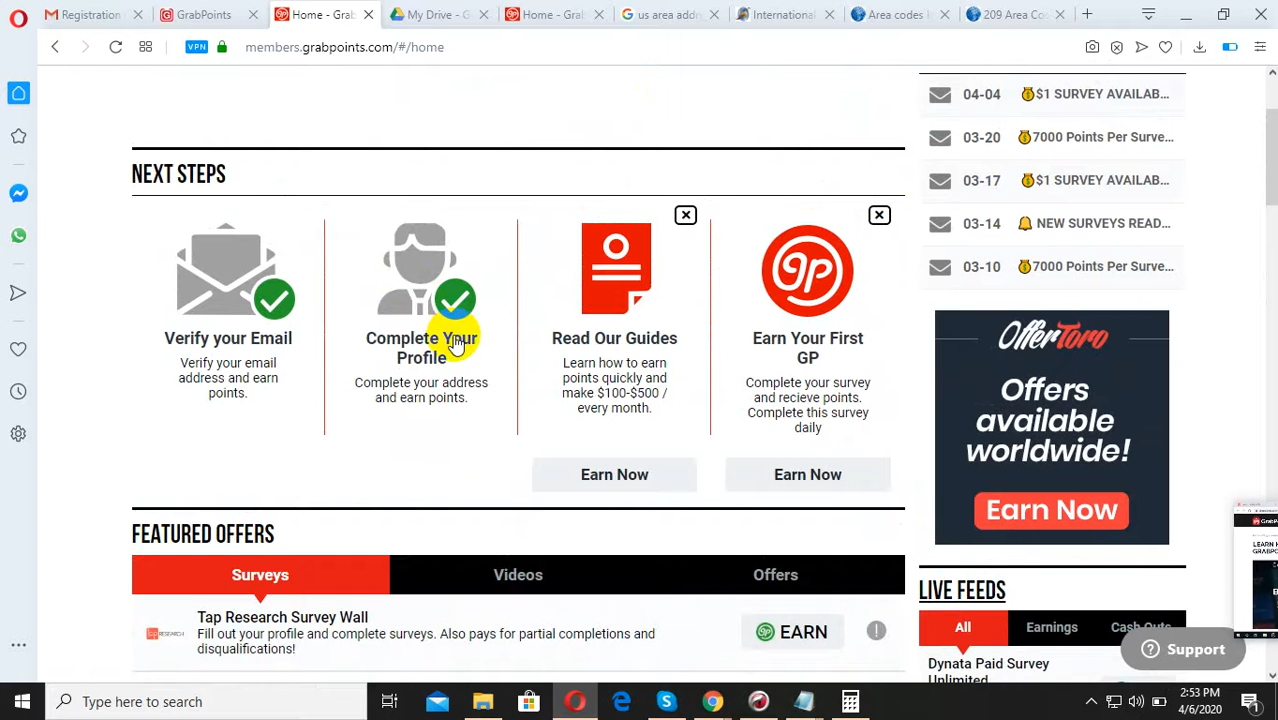 Registration
GrabPoints
Home - Grab
My Drive - G
Home - Grab
us area addr
International
Area codes
209 Area Co
VPN
members.grabpoints.com/#/home
04-04 $1 SURVEY AVAILAB...
03-20 7000 Points Per Surve...
03-17 $1 SURVEY AVAILAB...
03-14 NEW SURVEYS READ...
03-10 7000 Points Per Surve...
NEXT STEPS
Verify your Email
Verify your email
address and earn
points.
Complete Your
Profile
Complete your address
and earn points.
Read Our Guides
Learn how to earn
points quickly and
make $100-$500 /
every month.
Earn Now
gp
Earn Your First
GP
Complete your survey
and recieve points.
Complete this survey
daily
Earn Now
OfferToro
Offers
available
worldwide!
Earn Now
FEATURED OFFERS
Surveys
Videos
Offers
Tap Research Survey Wall
Fill out your profile and complete surveys. Also pays for partial completions and
disqualifications!
EARN
LIVE FEEDS
All
Earnings
Cash Outs
Dynata Paid Survey
Unlimited
Support
Type here to search
2:53 PM
4/6/2020